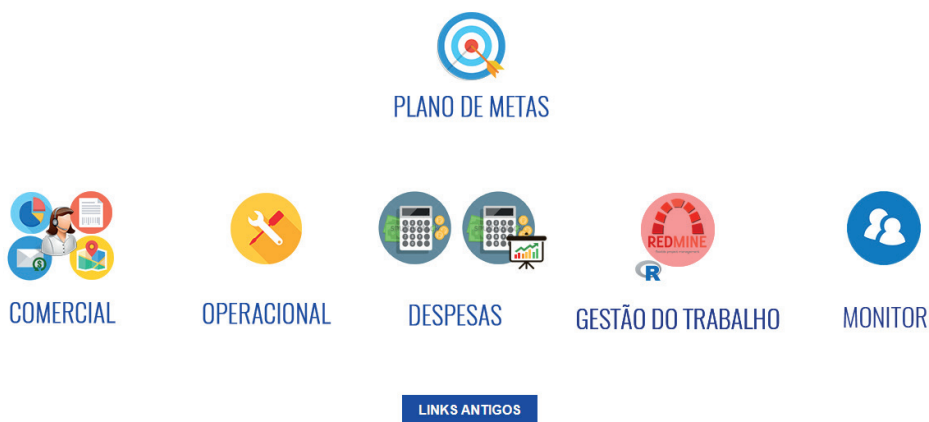 PLANO DE METAS
REDMINE
R
COMERCIAL
OPERACIONAL
DESPESAS
GESTÃO DO TRABALHO
MONITOR
LINKS ANTIGOS